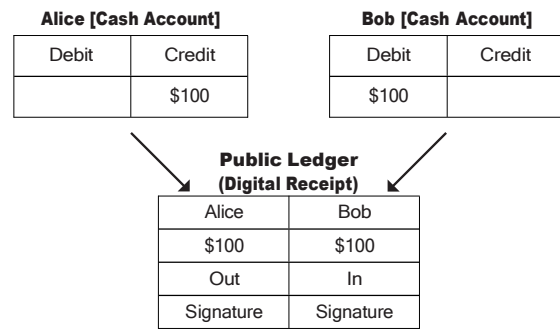 Alice [Cash Account]
Debit Credit
$100
Bob [Cash Account]
Debit Credit
$100
Public Ledger
(Digital Receipt)
Alice Bob
$100 $100
Out In
Signature Signature